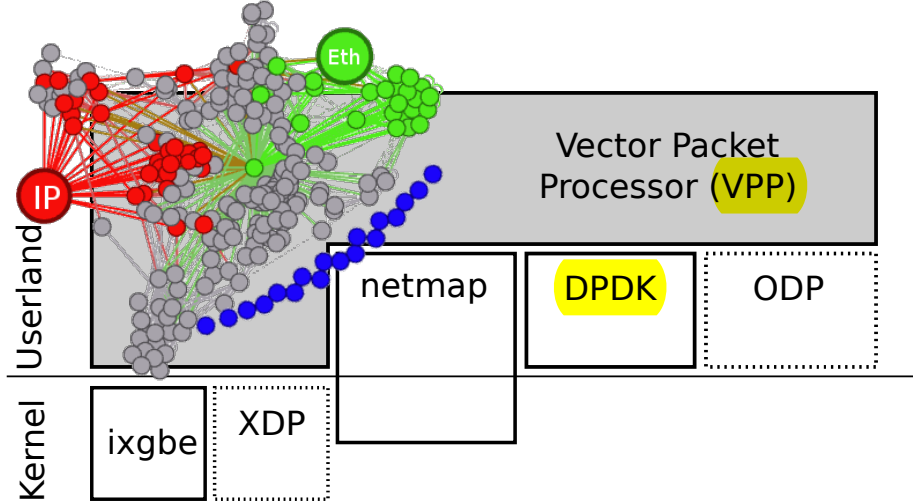 Eth
IP
Vector Packet
Processor (VPP)
Userland
netmap
DPDK
ODP
Kernel
ixgbe
XDP